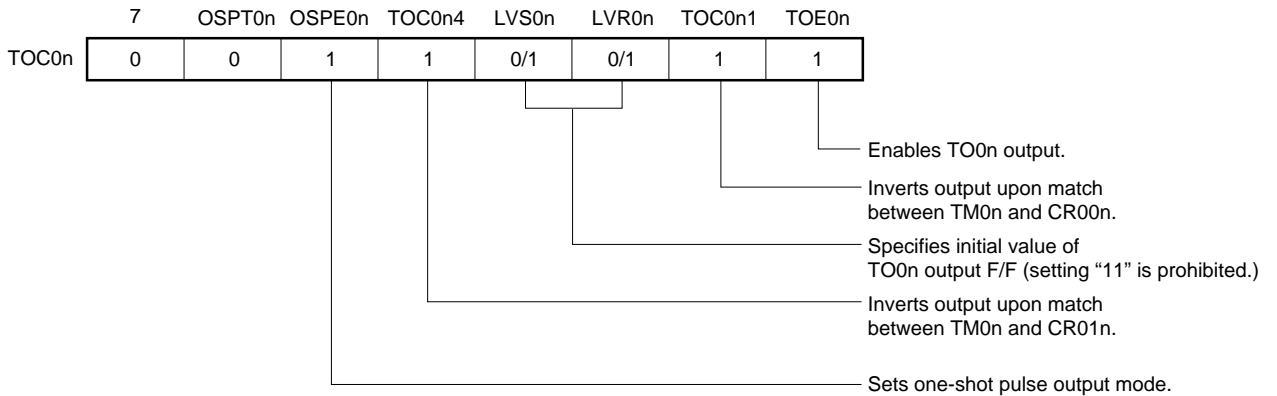 7 OSPT0n OSPE0n TOC0n4 LVS0n LVR0n TOC0n1 TOE0n
TOC0n 0 0 1 1 0/1 0/1 1 1
Enables TO0n output.
Inverts output upon match
between TM0n and CR00n.
Specifies initial value of
TO0n output F/F (setting “11” is prohibited.)
Inverts output upon match
between TM0n and CR01n.
Sets one-shot pulse output mode.